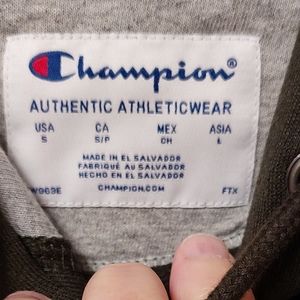 Champion
AUTHENTIC ATHLETICWEAR
USA CA MEX ASIA
S S/P CH L
MADE IN EL SALVADOR
FABRIQUÉ AU SALVADOR
HECHO EN EL SALVADOR
W963E CHAMPION.COM FTX